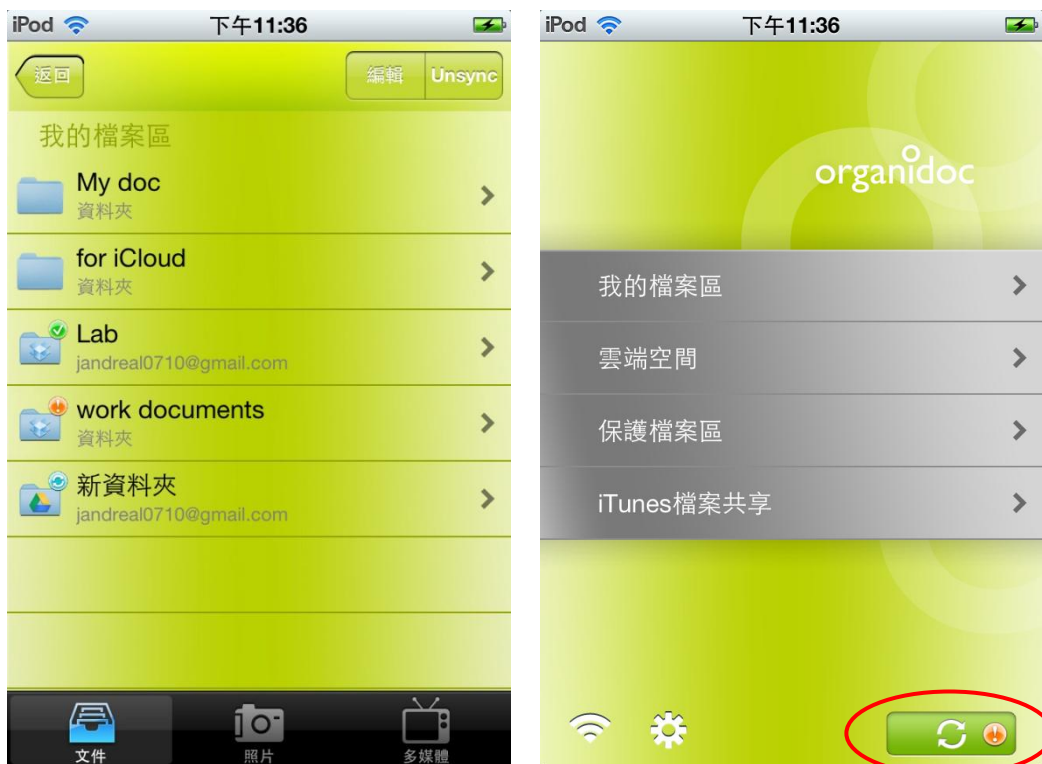 iPod 下午11:36
返回 編輯 Unsync
我的檔案區
My doc
資料夾
for iCloud
資料夾
Lab
jandreal0710@gmail.com
work documents
資料夾
新資料夾
jandreal0710@gmail.com
文件 照片 多媒體
iPod 下午11:36
organidoc
我的檔案區
雲端空間
保護檔案區
iTunes檔案共享